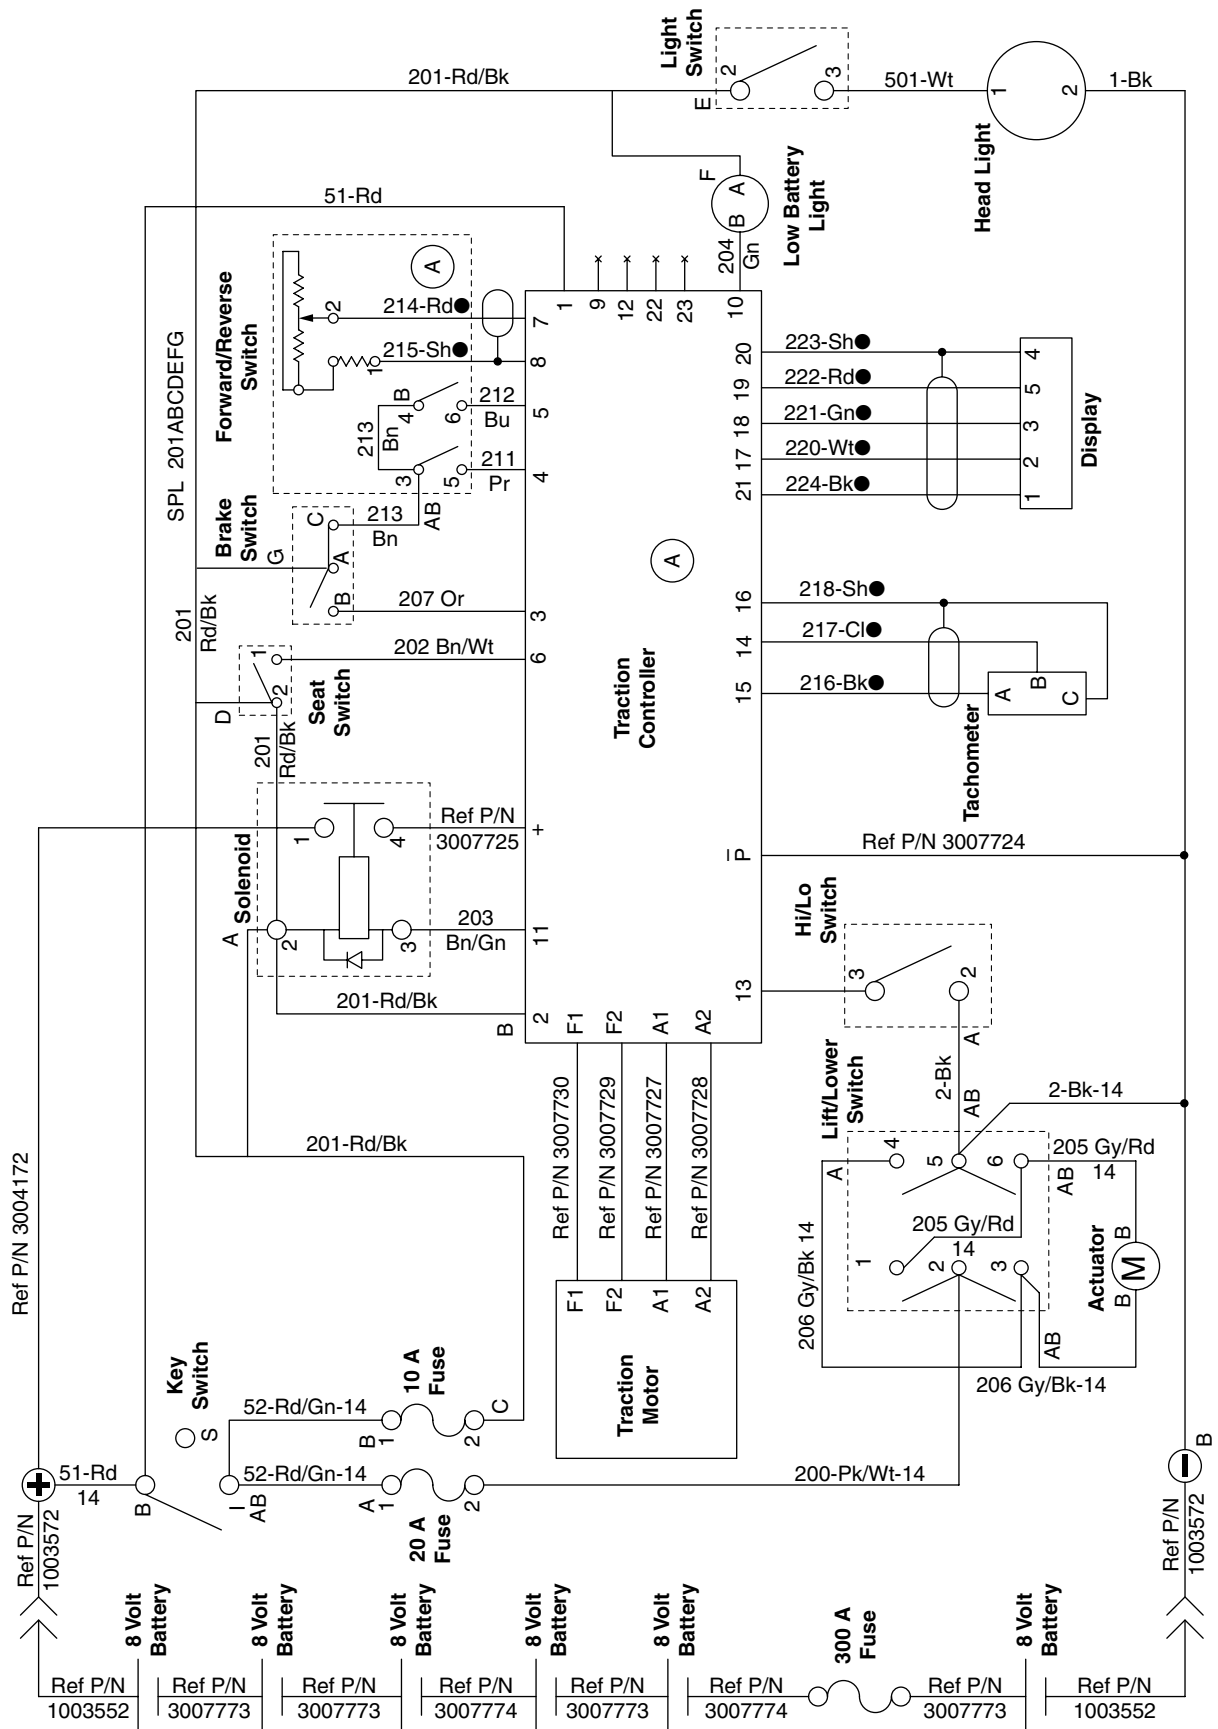 Ref P/N
1003552
8 Volt
Battery
Ref P/N
3007773
8 Volt
Battery
Ref P/N
3007773
8 Volt
Battery
Ref P/N
3007774
8 Volt
Battery
Ref P/N
3007773
8 Volt
Battery
Ref P/N
3007774
300 A
Fuse
Ref P/N
3007773
8 Volt
Battery
Ref P/N
1003552
Ref P/N
1003572
+
51-Rd
14
B
Key
Switch
S
I
AB
52-Rd/Gn-14
B
1
10 A
Fuse
2
C
52-Rd/Gn-14
A
1
20 A
Fuse
2
200-Pk/Wt-14
Ref P/N
1003572
–
B
Ref P/N 3004172
201-Rd/Bk
Traction
Motor
F1
F2
A1
A2
Ref P/N 3007730
Ref P/N 3007729
Ref P/N 3007727
Ref P/N 3007728
F1
F2
A1
A2
206 Gy/Bk 14
A
Lift/Lower
Switch
4
5
6
1
2
3
205 Gy/Rd
14
205 Gy/Rd
14
AB
AB
206 Gy/Bk-14
Actuator
B
M
B
2-Bk
AB
A
2-Bk-14
Hi/Lo
Switch
3
2
13
201-Rd/Bk
B
2
Solenoid
A
2
3
1
4
203
Bn/Gn
11
Ref P/N
3007725
+
201
Rd/Bk
–
P
Ref P/N 3007724
Seat
Switch
D
1
2
202 Bn/Wt
6
201
Rd/Bk
Brake
Switch
G
C
A
B
207 Or
3
213
Bn
AB
SPL 201ABCDEFG
Forward/Reverse
Switch
A
2
1
214-Rd
7
215-Sh
8
B
4
6
212
Bu
5
213
Bn
3
5
211
Pr
4
51-Rd
1
9
12
22
23
10
Traction
Controller
A
201-Rd/Bk
Light
Switch
E
2
3
501-Wt
Head Light
1
2
1-Bk
F
A
B
Low Battery
Light
204
Gn
20
223-Sh
4
19
222-Rd
5
18
221-Gn
3
17
220-Wt
2
21
224-Bk
1
Display
16
218-Sh
14
217-Cl
15
216-Bk
A
B
C
Tachometer